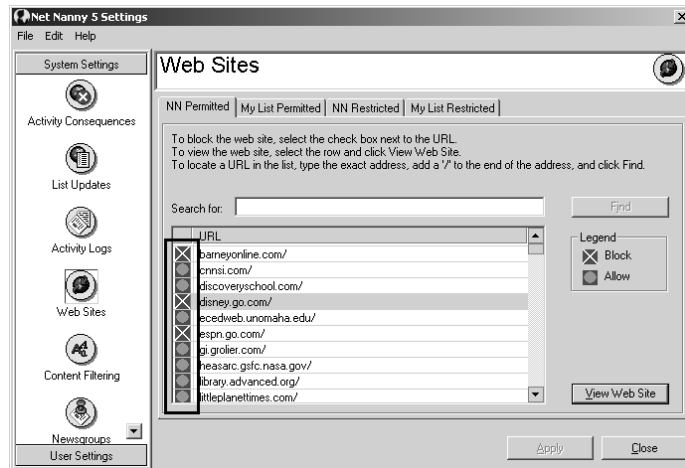 Net Nanny 5 Settings
File Edit Help
System Settings
Activity Consequences
List Updates
Activity Logs
Web Sites
Content Filtering
Newsgroups
User Settings
Web Sites
NN Permitted My List Permitted NN Restricted My List Restricted
To block the web site, select the check box next to the URL.
To view the web site, select the row and click View Web Site.
To locate a URL in the list, type the exact address, add a "/" to the end of the address, and click Find.
Search for: Find
URL
barneyonline.com/
cnnsi.com/
discoveryschool.com/
disney.go.com/
ecedweb.unomaha.edu/
espn.go.com/
gi.grolier.com/
heasarc.gsfc.nasa.gov/
library.advanced.org/
littleplanettimes.com/
Legend
Block
Allow
View Web Site
Apply Close